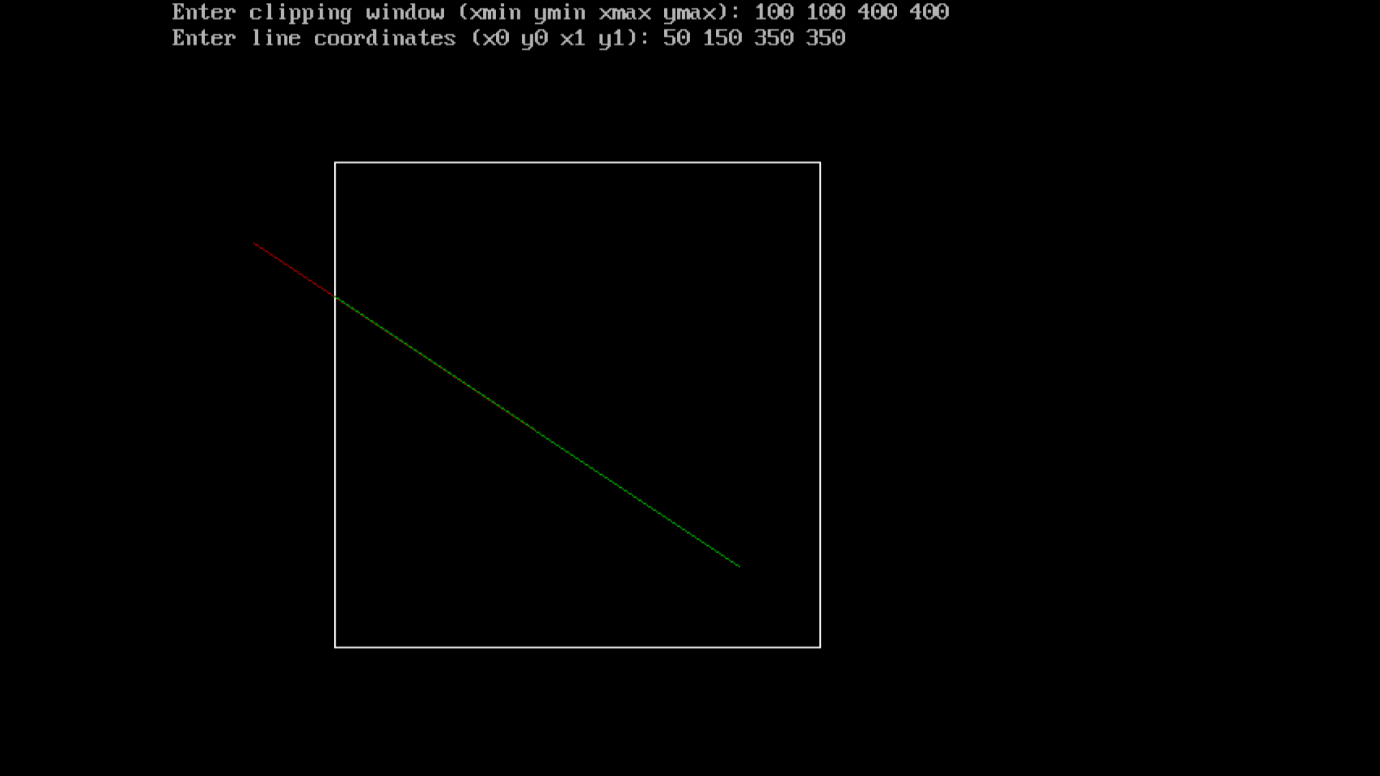 Enter clipping window (xmin ymin xmax ymax): 100 100 400 400
Enter line coordinates (x0 y0 x1 y1): 50 150 350 350